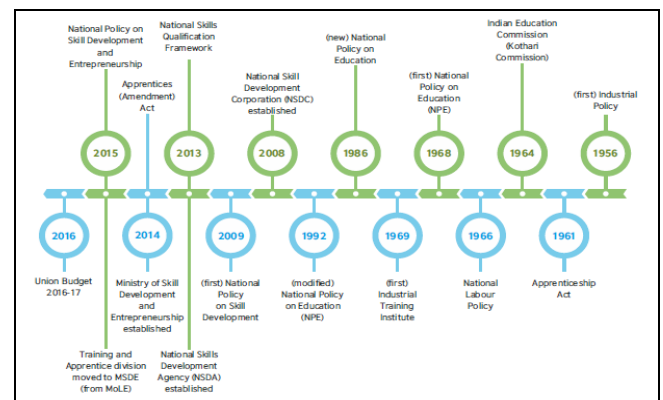 National Policy on
Skill Development
and
Entrepreneurship
National Skills
Qualification
Framework
(new) National
Policy on
Education
Indian Education
Commission
(Kothari
Commission)
Apprentices
(Amendment)
Act
National Skill
Development
Corporation (NSDC)
established
(first) National
Policy on
Education
(NPE)
(first) Industrial
Policy
2015
2013
2008
1986
1968
1964
1956
2016
2014
2009
1992
1969
1966
1961
Union Budget
2016-17
Ministry of Skill
Development
and
Entrepreneurship
established
(first) National
Policy
on Skill
Development
(modified)
National Policy
on Education
(NPE)
(first)
Industrial
Training
Institute
National
Labour
Policy
Apprenticeship
Act
Training and
Apprentice division
moved to MSDE
(from MoLE)
National Skills
Development
Agency (NSDA)
established